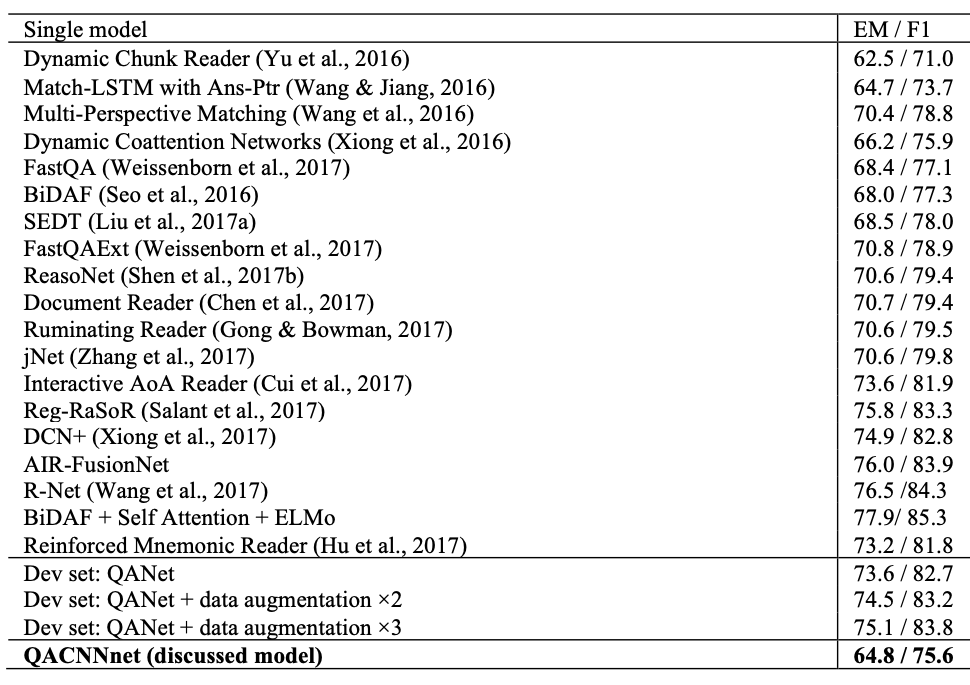 Single model EM / F1
Dynamic Chunk Reader (Yu et al., 2016) 62.5 / 71.0
Match-LSTM with Ans-Ptr (Wang & Jiang, 2016) 64.7 / 73.7
Multi-Perspective Matching (Wang et al., 2016) 70.4 / 78.8
Dynamic Coattention Networks (Xiong et al., 2016) 66.2 / 75.9
FastQA (Weissenborn et al., 2017) 68.4 / 77.1
BiDAF (Seo et al., 2016) 68.0 / 77.3
SEDT (Liu et al., 2017a) 68.5 / 78.0
FastQAExt (Weissenborn et al., 2017) 70.8 / 78.9
ReasoNet (Shen et al., 2017b) 70.6 / 79.4
Document Reader (Chen et al., 2017) 70.7 / 79.4
Ruminating Reader (Gong & Bowman, 2017) 70.6 / 79.5
jNet (Zhang et al., 2017) 70.6 / 79.8
Interactive AoA Reader (Cui et al., 2017) 73.6 / 81.9
Reg-RaSoR (Salant et al., 2017) 75.8 / 83.3
DCN+ (Xiong et al., 2017) 74.9 / 82.8
AIR-FusionNet 76.0 / 83.9
R-Net (Wang et al., 2017) 76.5 /84.3
BiDAF + Self Attention + ELMo 77.9/ 85.3
Reinforced Mnemonic Reader (Hu et al., 2017) 73.2 / 81.8
Dev set: QANet 73.6 / 82.7
Dev set: QANet + data augmentation ×2 74.5 / 83.2
Dev set: QANet + data augmentation ×3 75.1 / 83.8
QACNNnet (discussed model) 64.8 / 75.6